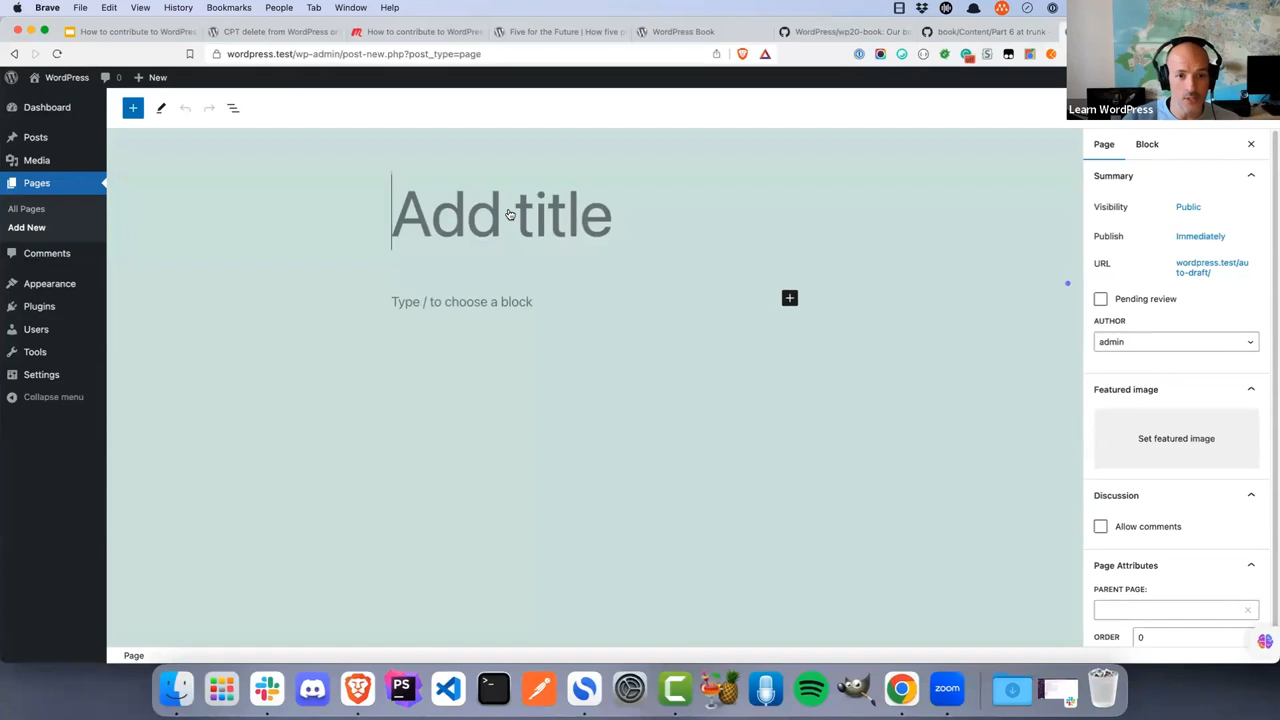 Brave File Edit View History Bookmarks People Tab Window Help
How to contribute to WordPres
CPT delete from WordPress or
How to contribute to WordPres
Five for the Future | How five p
WordPress Book
WordPress/wp20-book: Our b
book/Content/Part 6 at trunk
wordpress.test/wp-admin/post-new.php?post_type=page
WordPress 0 New
Learn WordPress
Dashboard
Posts
Media
Pages
All Pages
Add New
Comments
Appearance
Plugins
Users
Tools
Settings
Collapse menu
Add title
Type / to choose a block
Page Block
Summary
Visibility Public
Publish Immediately
URL wordpress.test/au
to-draft/
Pending review
AUTHOR
admin
Featured image
Set featured image
Discussion
Allow comments
Page Attributes
PARENT PAGE:
ORDER 0
Page
PS
zoom